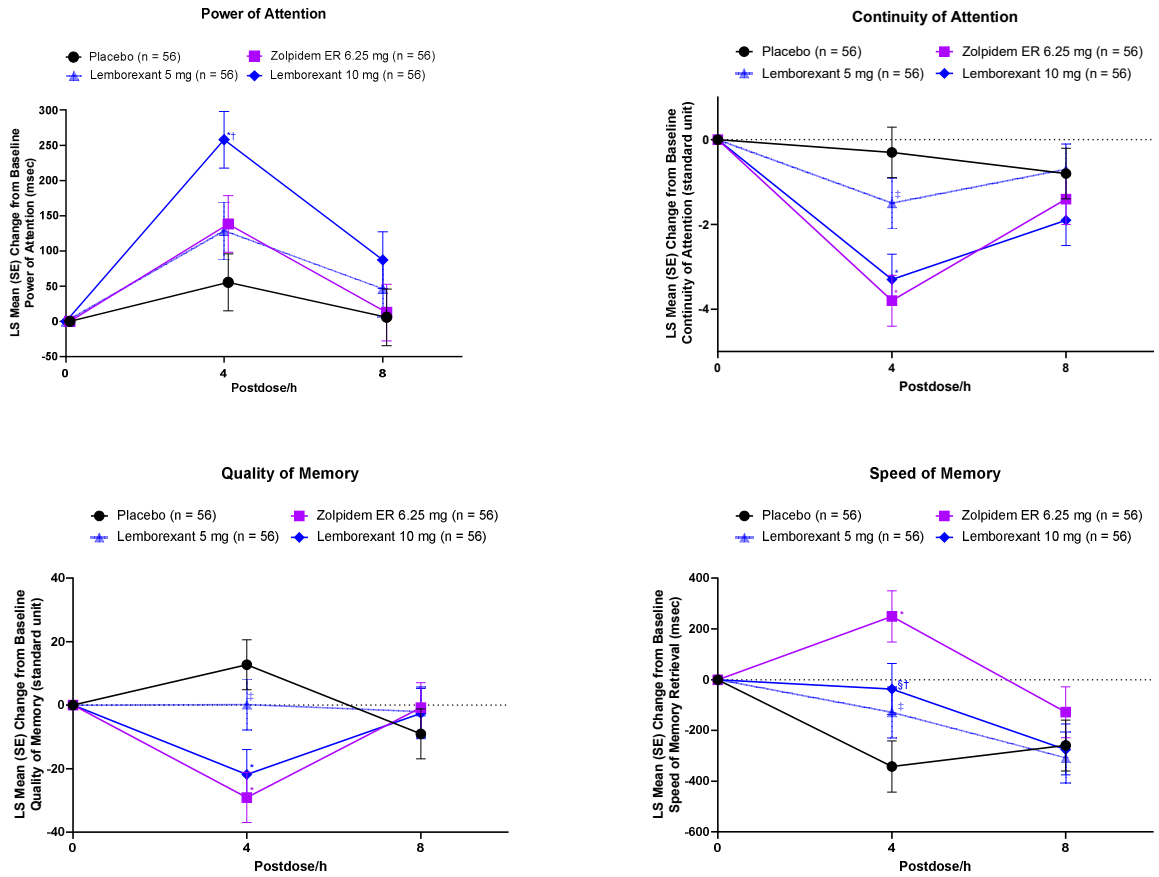 Power of Attention
Placebo (n = 56)
Zolpidem ER 6.25 mg (n = 56)
Lemborexant 5 mg (n = 56)
Lemborexant 10 mg (n = 56)
LS Mean (SE) Change from Baseline
Power of Attention (msec)
300
250
200
150
100
50
0
-50
*†
0
4
8
Postdose/h
Continuity of Attention
Placebo (n = 56)
Zolpidem ER 6.25 mg (n = 56)
Lemborexant 5 mg (n = 56)
Lemborexant 10 mg (n = 56)
LS Mean (SE) Change from Baseline
Continuity of Attention (standard unit)
0
-2
-4
‡
*
*
0
4
8
Postdose/h
Quality of Memory
Placebo (n = 56)
Zolpidem ER 6.25 mg (n = 56)
Lemborexant 5 mg (n = 56)
Lemborexant 10 mg (n = 56)
LS Mean (SE) Change from Baseline
Quality of Memory (standard unit)
40
20
0
-20
-40
‡
*
*
0
4
8
Postdose/h
Speed of Memory
Placebo (n = 56)
Zolpidem ER 6.25 mg (n = 56)
Lemborexant 5 mg (n = 56)
Lemborexant 10 mg (n = 56)
LS Mean (SE) Change from Baseline
Speed of Memory Retrieval (msec)
400
200
0
-200
-400
-600
*
§†
‡
0
4
8
Postdose/h